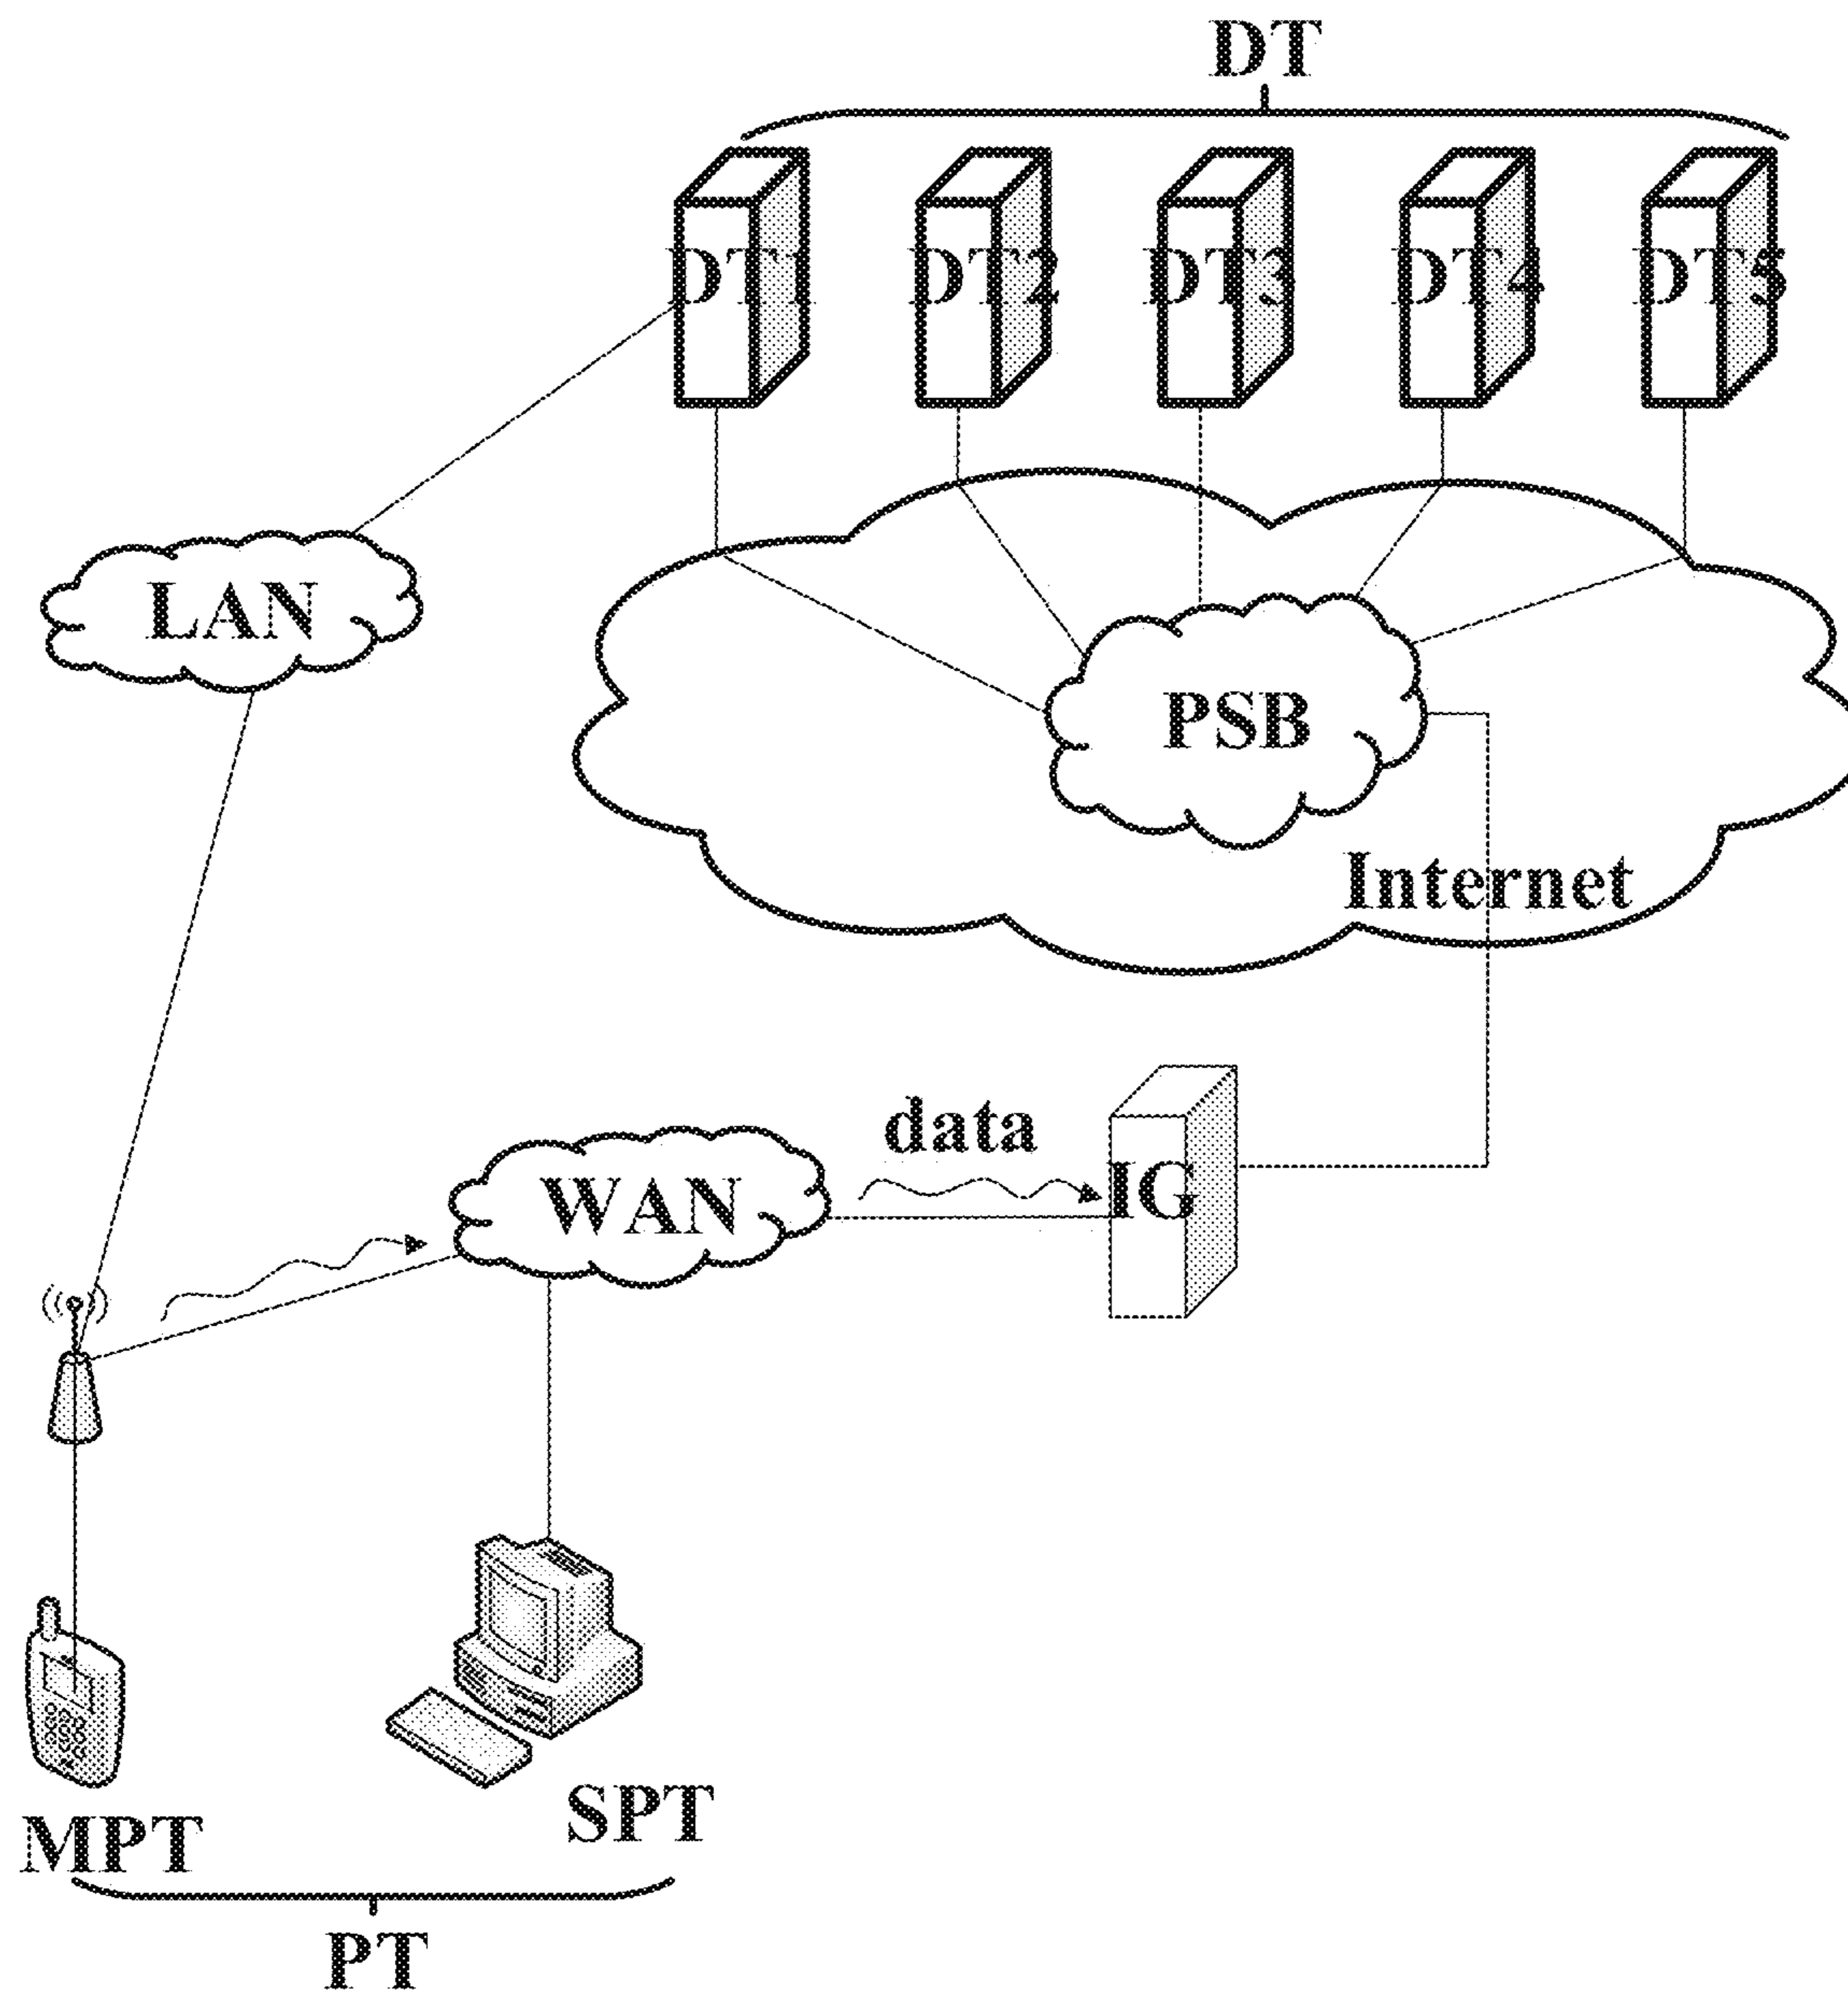 DT
DT1 DT2 DT3 DT4 DT5
LAN
PSB
Internet
data
WAN
IG
SPT
MPT
PT